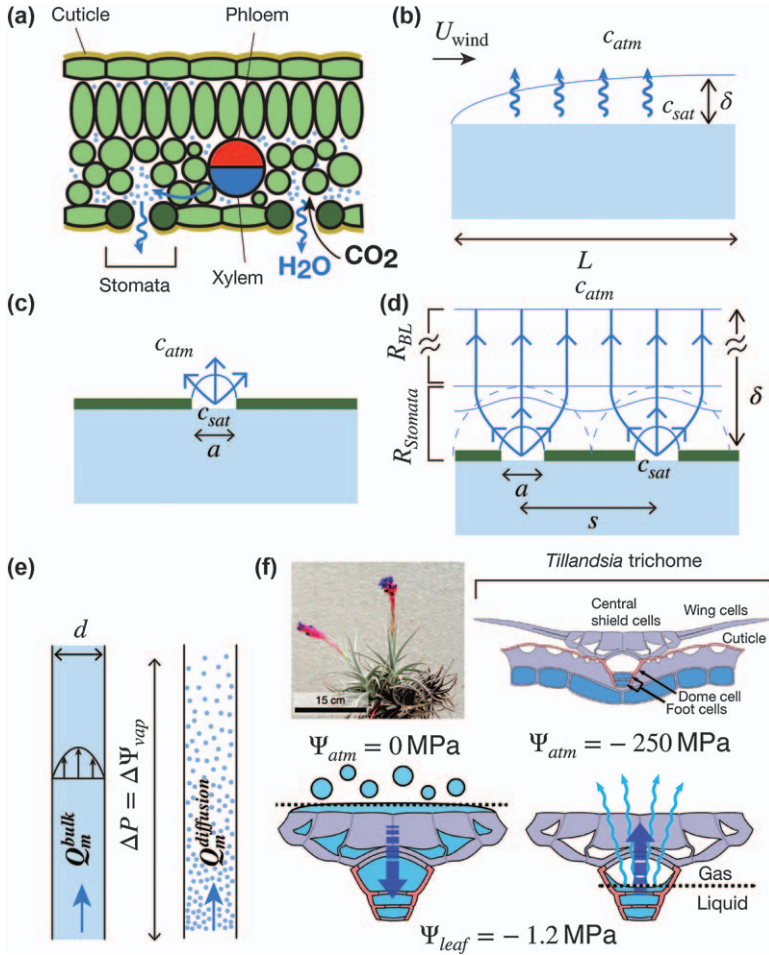 (a)
Cuticle
Phloem
Stomata
Xylem
H2O
CO2
(b)
U_wind
c_atm
c_sat
δ
L
(c)
c_atm
c_sat
a
(d)
c_atm
R_BL
R_Stomata
δ
c_sat
a
s
(e)
d
Q_m^bulk
ΔP = ΔΨ_vap
Q_m^diffusion
(f)
15 cm
Tillandsia trichome
Central
shield cells
Wing cells
Cuticle
Dome cell
Foot cells
Ψ_atm = 0 MPa
Ψ_atm = − 250 MPa
Gas
Liquid
Ψ_leaf = − 1.2 MPa